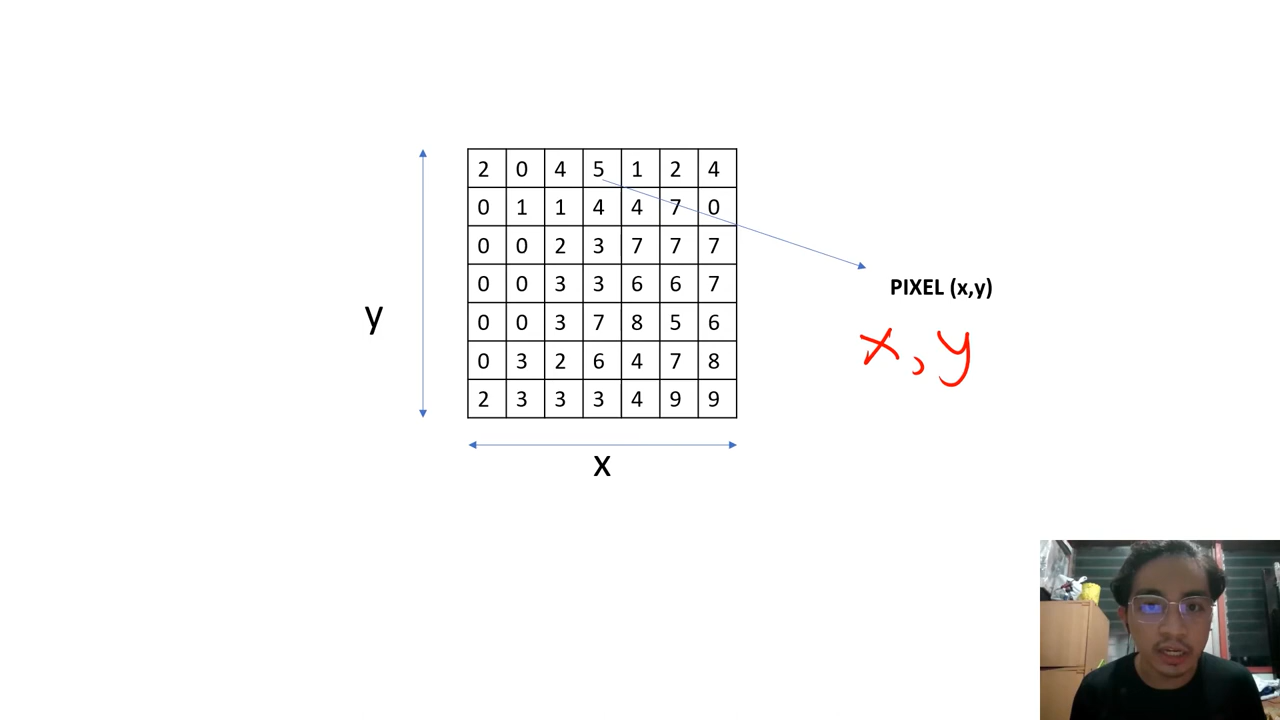 2 0 4 5 1 2 4
0 1 1 4 4 7 0
0 0 2 3 7 7 7
0 0 3 3 6 6 7
0 0 3 7 8 5 6
0 3 2 6 4 7 8
2 3 3 3 4 9 9
y
x
PIXEL (x,y)
x,y